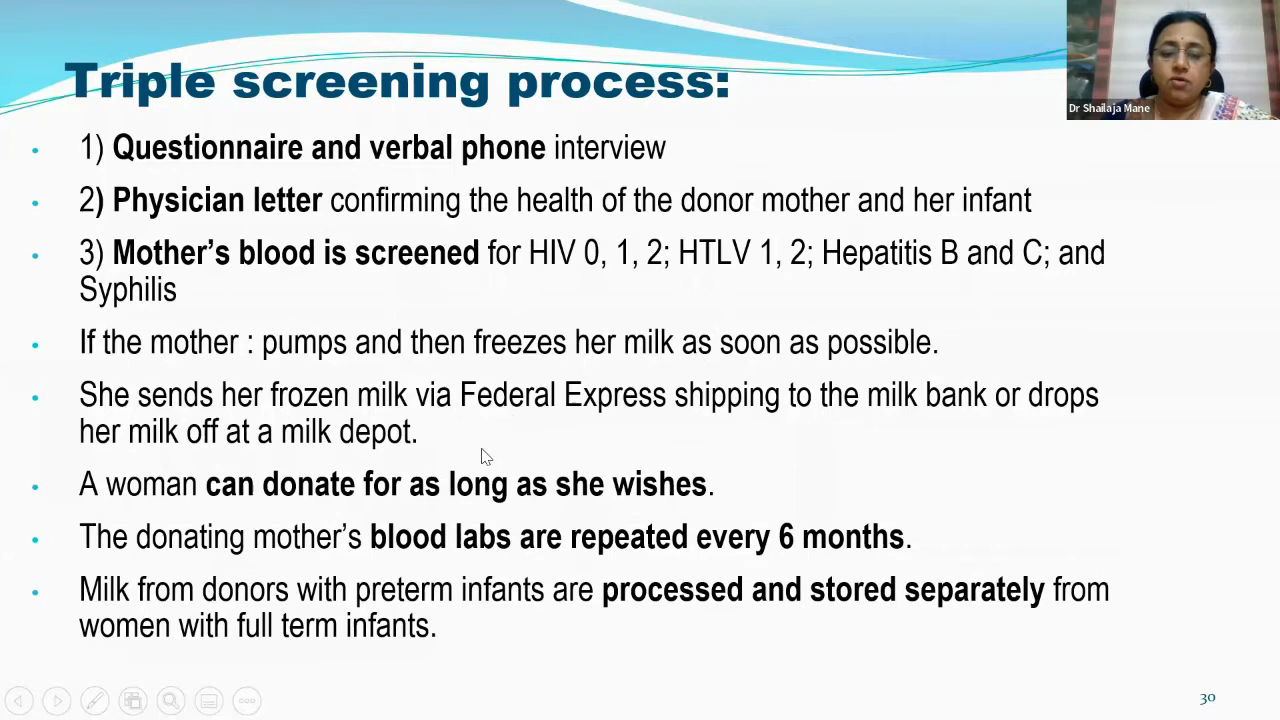 Triple screening process:
Dr Shailaja Mane
• 1) Questionnaire and verbal phone interview
• 2) Physician letter confirming the health of the donor mother and her infant
• 3) Mother’s blood is screened for HIV 0, 1, 2; HTLV 1, 2; Hepatitis B and C; and
Syphilis
• If the mother : pumps and then freezes her milk as soon as possible.
• She sends her frozen milk via Federal Express shipping to the milk bank or drops
her milk off at a milk depot.
• A woman can donate for as long as she wishes.
• The donating mother’s blood labs are repeated every 6 months.
• Milk from donors with preterm infants are processed and stored separately from
women with full term infants.
30